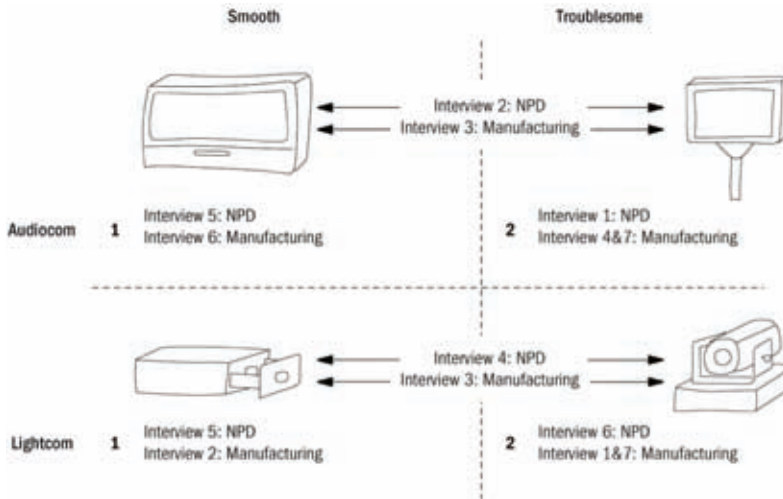 Smooth
Troublesome
Interview 2: NPD
Interview 3: Manufacturing
Audiocom
1
Interview 5: NPD
Interview 6: Manufacturing
2
Interview 1: NPD
Interview 4&7: Manufacturing
Interview 4: NPD
Interview 3: Manufacturing
Lightcom
1
Interview 5: NPD
Interview 2: Manufacturing
2
Interview 6: NPD
Interview 1&7: Manufacturing